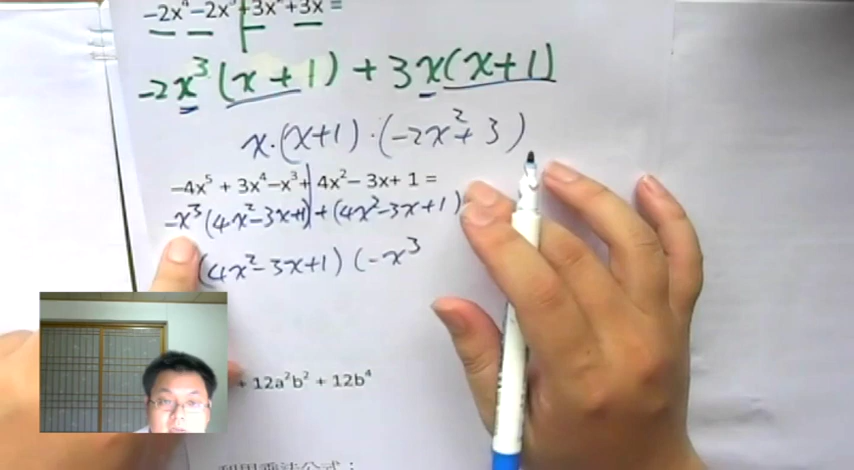 -2x⁴-2x³+3x²+3x =
-2x³(x+1)+3x(x+1)
x·(x+1)·(-2x²+3)
-4x⁵ + 3x⁴-x³+ 4x²- 3x+ 1 =
-x³(4x²-3x+1)+(4x²-3x+1)
(4x²-3x+1)(-x³
+ 12a²b² + 12b⁴
利用乘法公式：